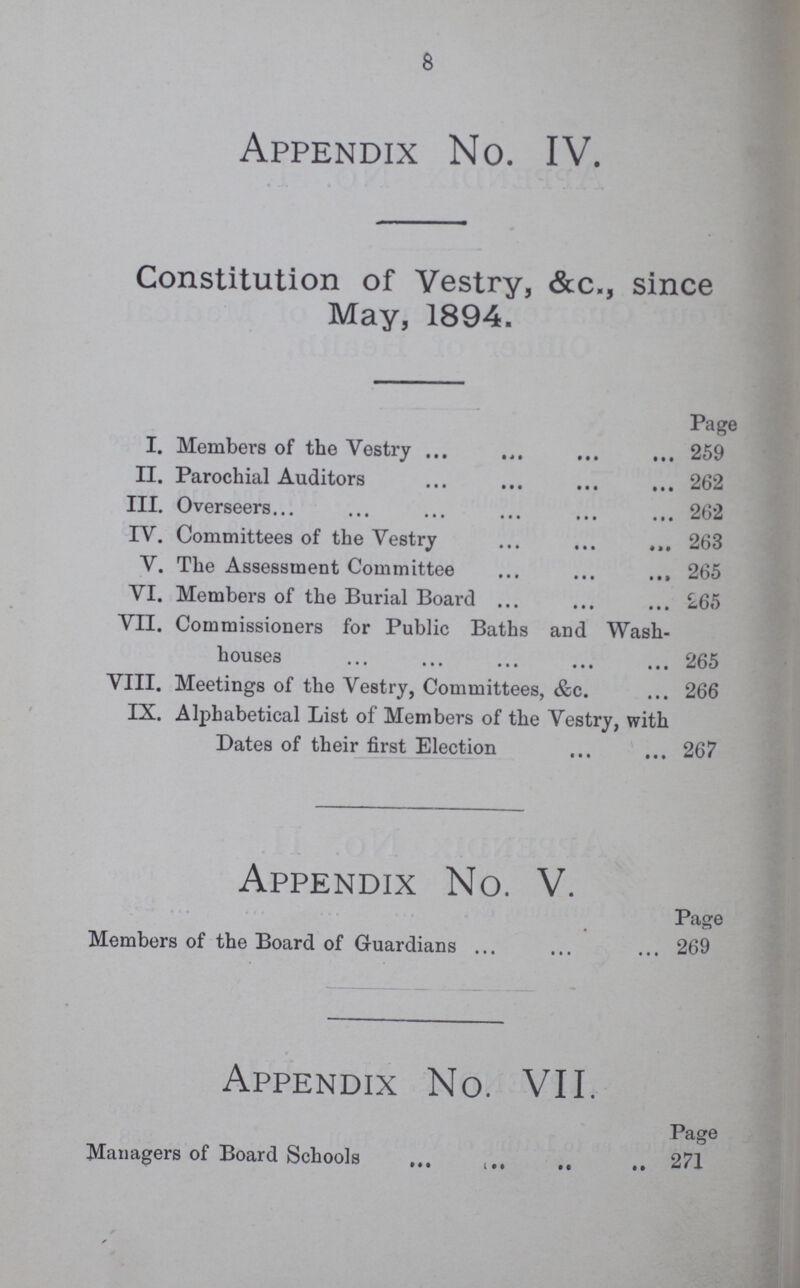 8
APPENDIX NO. IV.
Constitution of Vestry, &c., since
May, 1894.
Page
I. Members of the Vestry ... ... ... ... 259
II. Parochial Auditors ... ... ... ... 262
III. Overseers... ... ... ... ... ... 262
IV. Committees of the Vestry ... ... ... 263
V. The Assessment Committee ... ... ... 265
VI. Members of the Burial Board ... ... ... 265
VII. Commissioners for Public Baths and Wash-
houses ... ... ... ... ... 265
VIII. Meetings of the Vestry, Committees, &c. ... 266
IX. Alphabetical List of Members of the Vestry, with
Dates of their first Election ... ... 267
APPENDIX NO. V.
Page
Members of the Board of Guardians ... ... ... 269
APPENDIX NO. VII.
Page
Managers of Board Schools ... ... .. .. 271